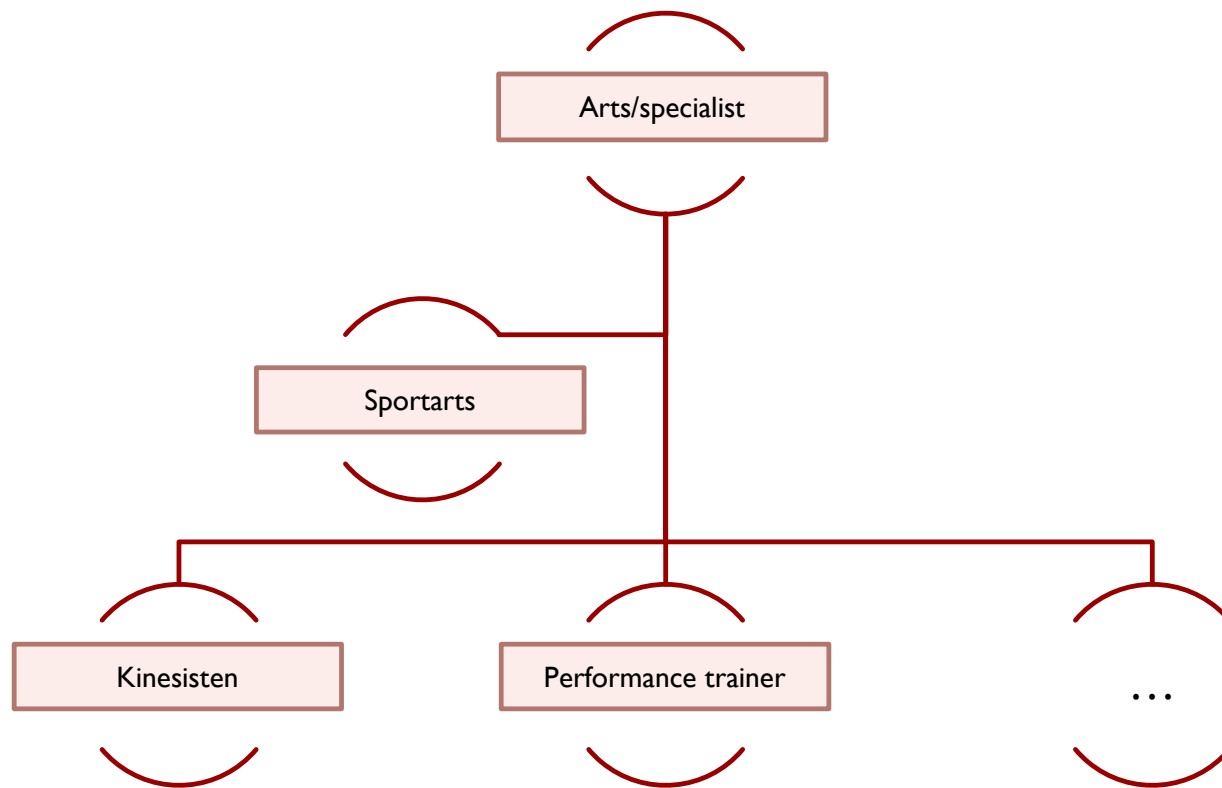 Arts/specialist
Sportarts
Kinesisten
Performance trainer
…